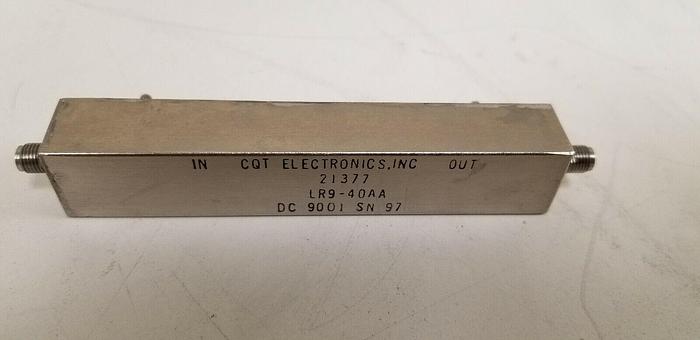 IN CQT ELECTRONICS,INC OUT
21377
LR9-40AA
DC 9001 SN 97